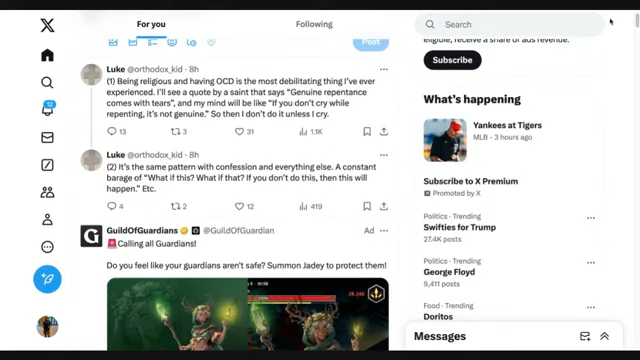 For you
Following
Search
Post
eligible, receive a share of ads revenue.
Subscribe
Luke @orthodox_kid · 8h
(1) Being religious and having OCD is the most debilitating thing I've ever
experienced. I'll see a quote by a saint that says "Genuine repentance
comes with tears", and my mind will be like "If you don't cry while
repenting, it's not genuine." So then I don't do it unless I cry.
13 3 31 1.1K
Luke @orthodox_kid · 8h
(2) It's the same pattern with confession and everything else. A constant
barage of "What if this? What if that? If you don't do this, then this will
happen." Etc.
4 2 12 419
GuildOfGuardians @GuildOfGuardian Ad
🚨Calling all Guardians!
Do you feel like your guardians aren't safe? Summon Jadey to protect them!
12
What's happening
Yankees at Tigers
MLB · 3 hours ago
Subscribe to X Premium
Promoted by X
Politics · Trending
Swifties for Trump
27.4K posts
Politics · Trending
George Floyd
9,411 posts
Food · Trending
Doritos
Messages